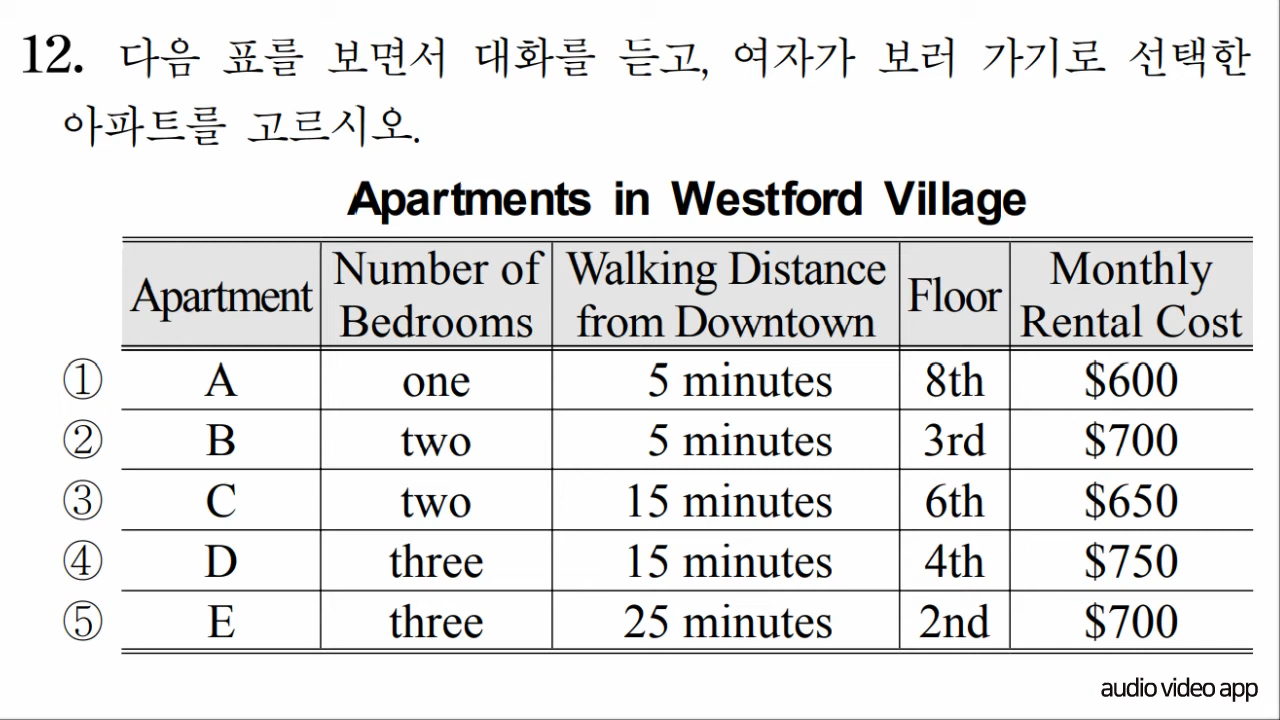 12. 다음 표를 보면서 대화를 듣고, 여자가 보러 가기로 선택한
아파트를 고르시오.
Apartments in Westford Village
Apartment | Number of Bedrooms | Walking Distance from Downtown | Floor | Monthly Rental Cost
① A one 5 minutes 8th $600
② B two 5 minutes 3rd $700
③ C two 15 minutes 6th $650
④ D three 15 minutes 4th $750
⑤ E three 25 minutes 2nd $700
audio video app